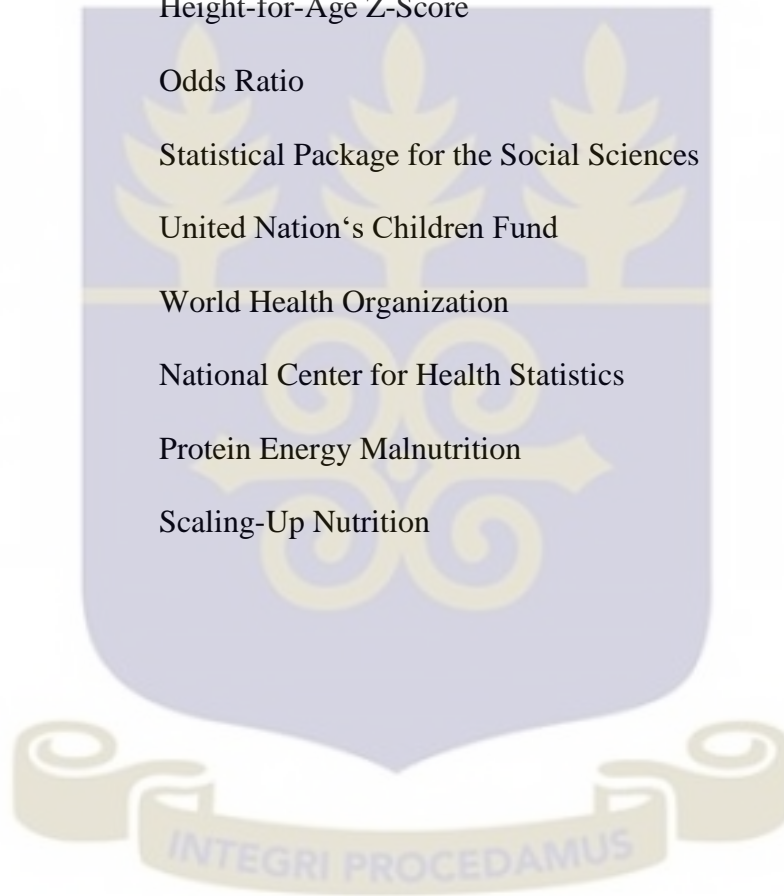 Height-for-Age Z-Score
Odds Ratio
Statistical Package for the Social Sciences
United Nation‘s Children Fund
World Health Organization
National Center for Health Statistics
Protein Energy Malnutrition
Scaling-Up Nutrition
INTEGRI PROCEDAMUS